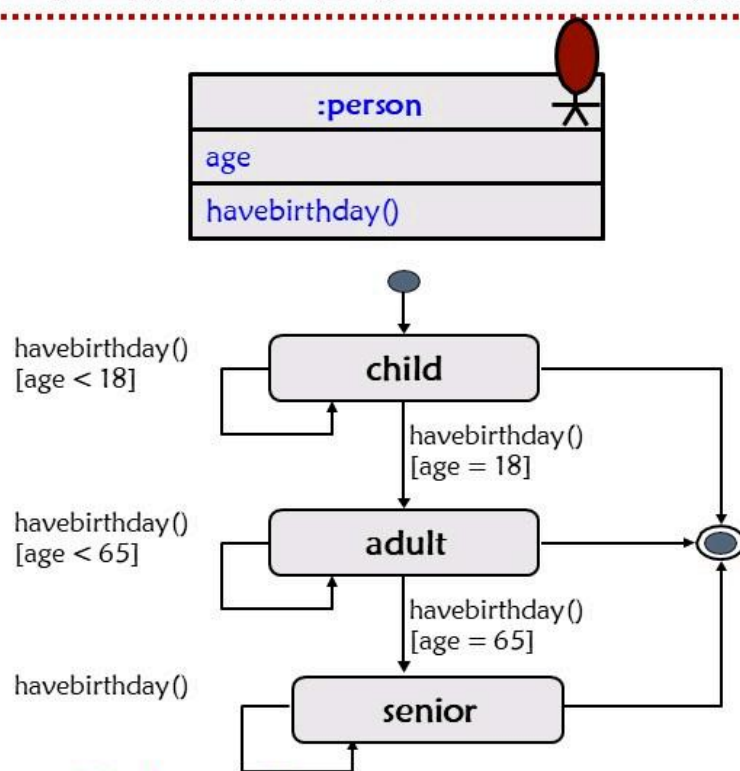 :person
age
havebirthday()
havebirthday()
[age < 18]
child
havebirthday()
[age = 18]
havebirthday()
[age < 65]
adult
havebirthday()
[age = 65]
havebirthday()
senior